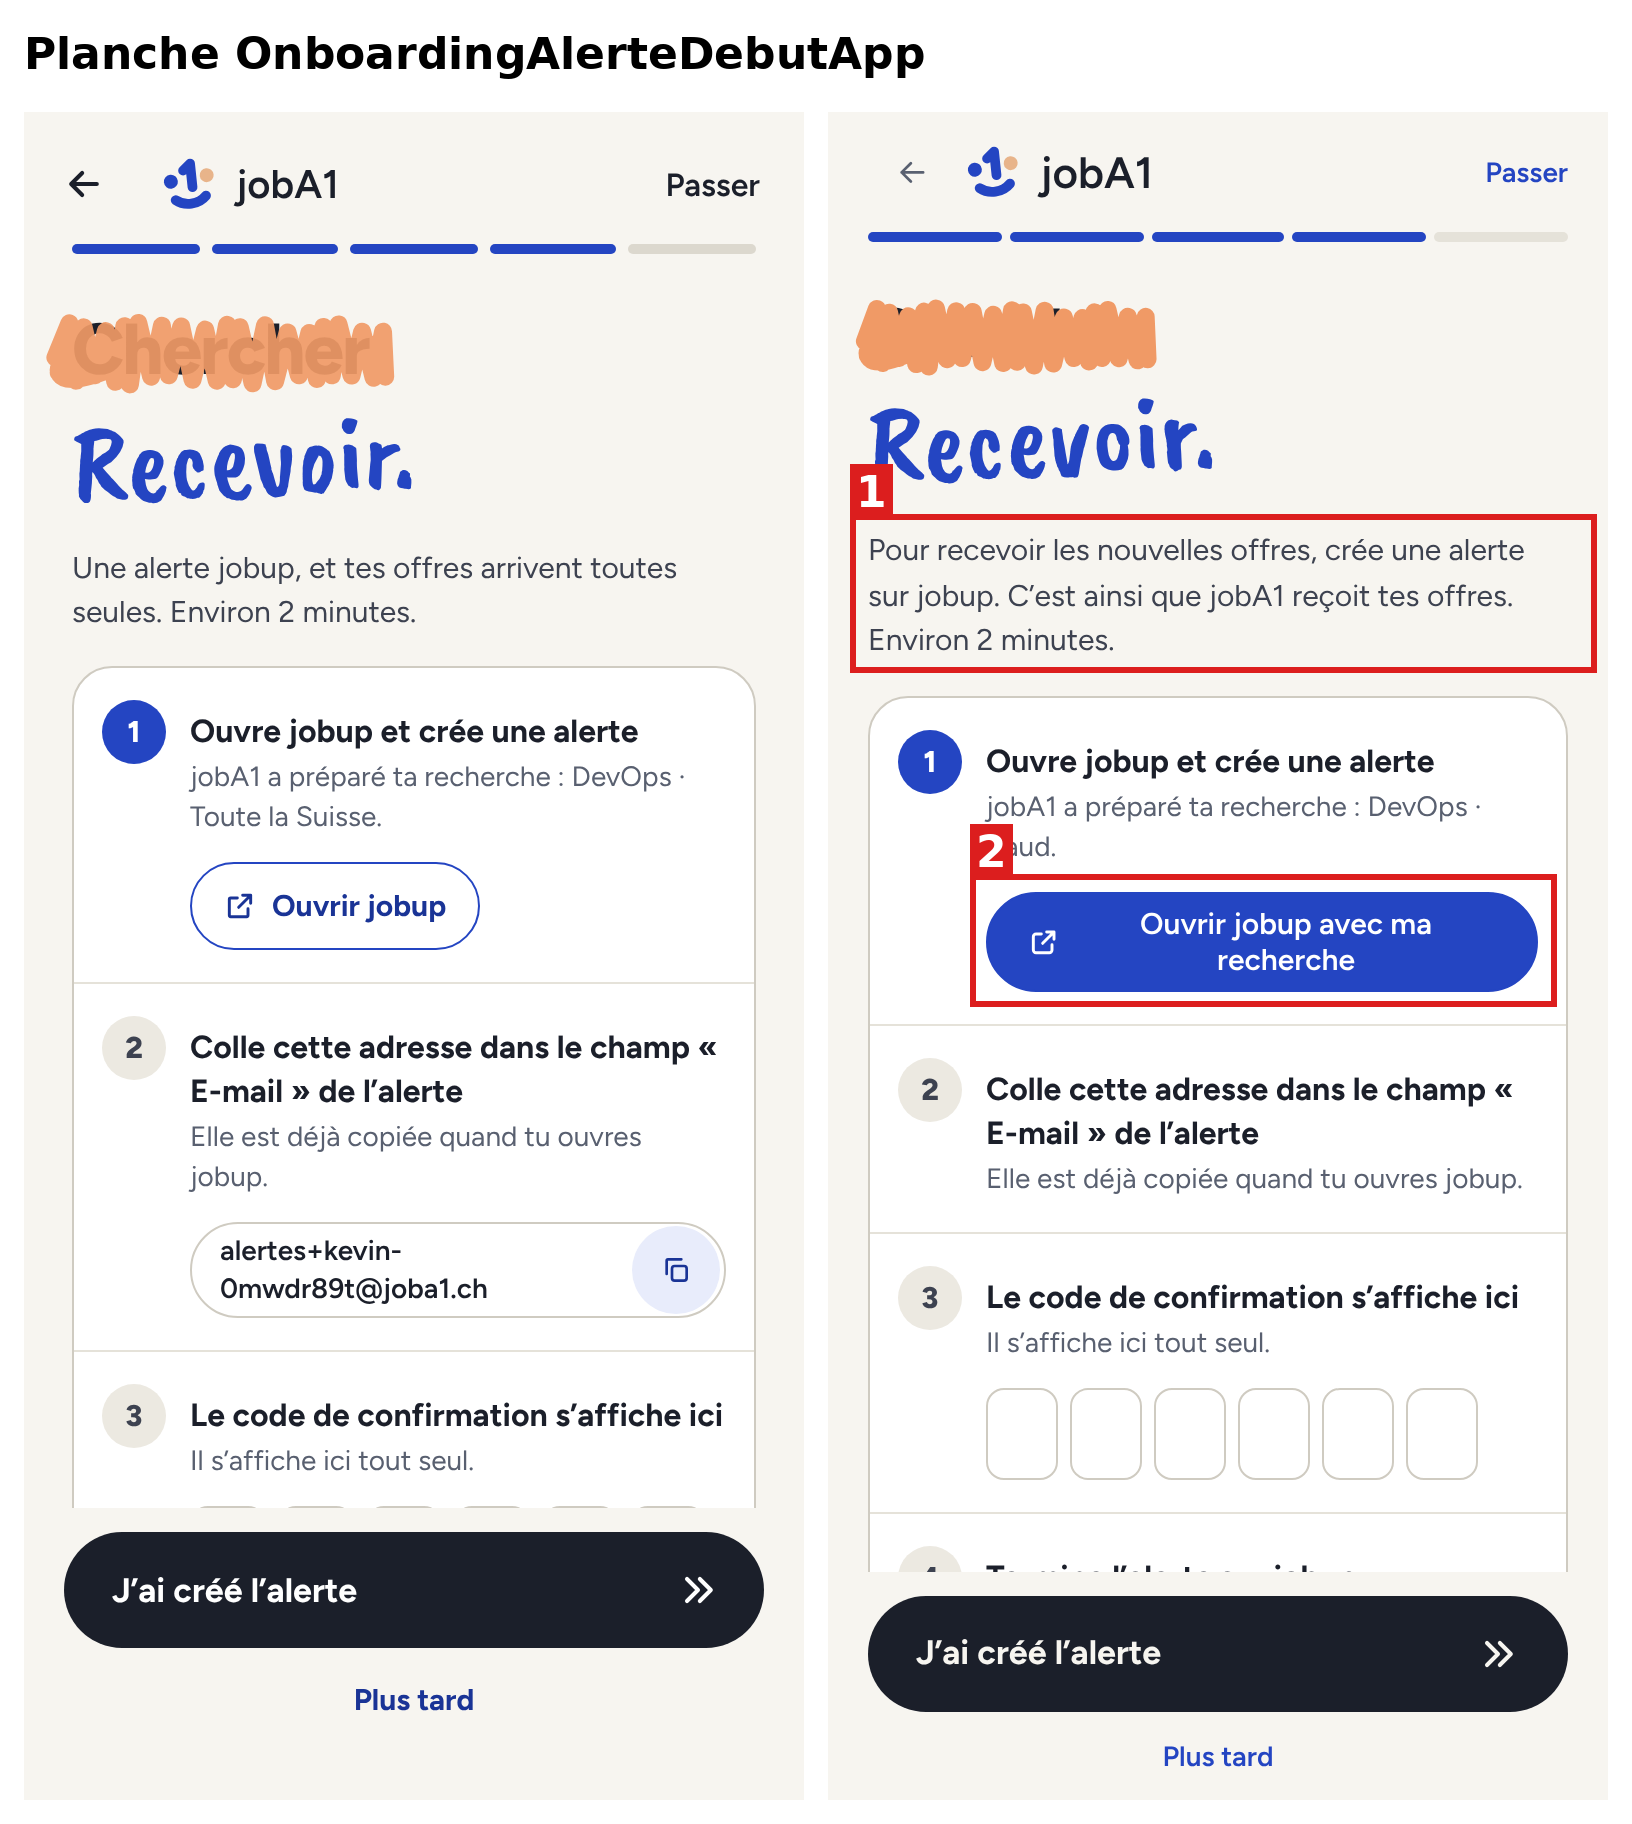 Planche OnboardingAlerteDebutApp
jobA1
Passer
Chercher
Recevoir.
Une alerte jobup, et tes offres arrivent toutes
seules. Environ 2 minutes.
1
Ouvre jobup et crée une alerte
jobA1 a préparé ta recherche : DevOps ·
Toute la Suisse.
Ouvrir jobup
2
Colle cette adresse dans le champ «
E-mail » de l’alerte
Elle est déjà copiée quand tu ouvres
jobup.
alertes+kevin-
0mwdr89t@joba1.ch
3
Le code de confirmation s’affiche ici
Il s’affiche ici tout seul.
J’ai créé l’alerte
Plus tard
jobA1
Passer
Recevoir.
1
Pour recevoir les nouvelles offres, crée une alerte
sur jobup. C’est ainsi que jobA1 reçoit tes offres.
Environ 2 minutes.
1
Ouvre jobup et crée une alerte
jobA1 a préparé ta recherche : DevOps ·
aud.
2
Ouvrir jobup avec ma
recherche
2
Colle cette adresse dans le champ «
E-mail » de l’alerte
Elle est déjà copiée quand tu ouvres jobup.
3
Le code de confirmation s’affiche ici
Il s’affiche ici tout seul.
J’ai créé l’alerte
Plus tard